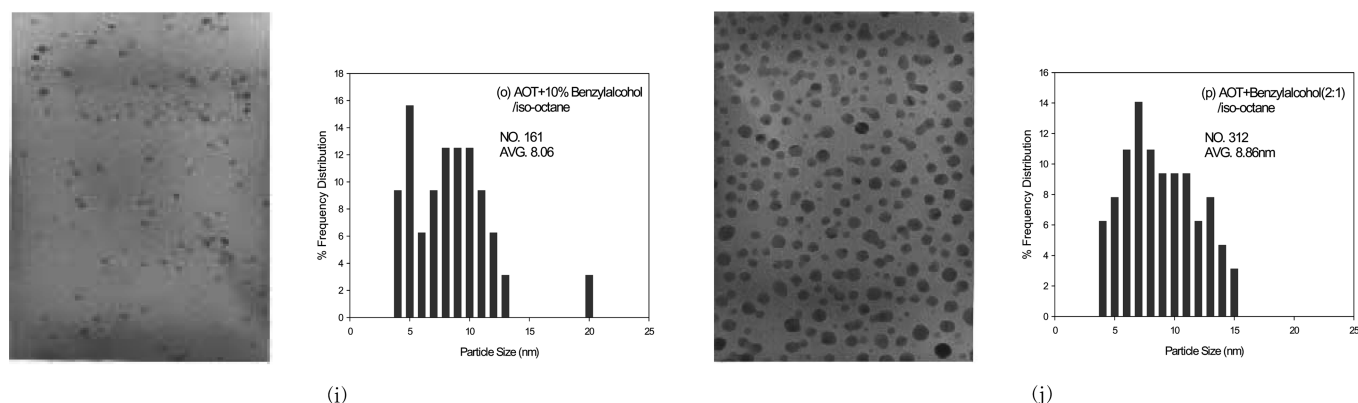 18
16
14
12
10
8
6
4
2
0
% Frequency Distribution
(o) AOT+10% Benzylalcohol
/iso-octane
NO. 161
AVG. 8.06
0 5 10 15 20 25
Particle Size (nm)
(i)
16
14
12
10
8
6
4
2
0
% Frequency Distribution
(p) AOT+Benzylalcohol(2:1)
/iso-octane
NO. 312
AVG. 8.86nm
0 5 10 15 20 25
Particle Size (nm)
(j)